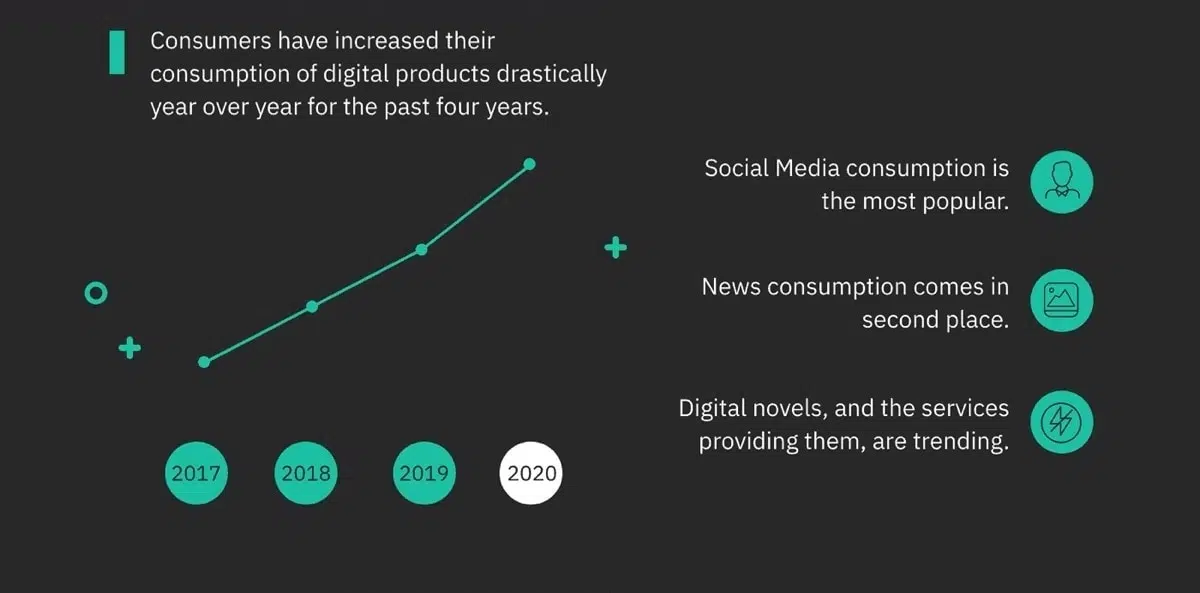 Consumers have increased their
consumption of digital products drastically
year over year for the past four years.
Social Media consumption is
the most popular.
News consumption comes in
second place.
Digital novels, and the services
providing them, are trending.
2017 2018 2019 2020